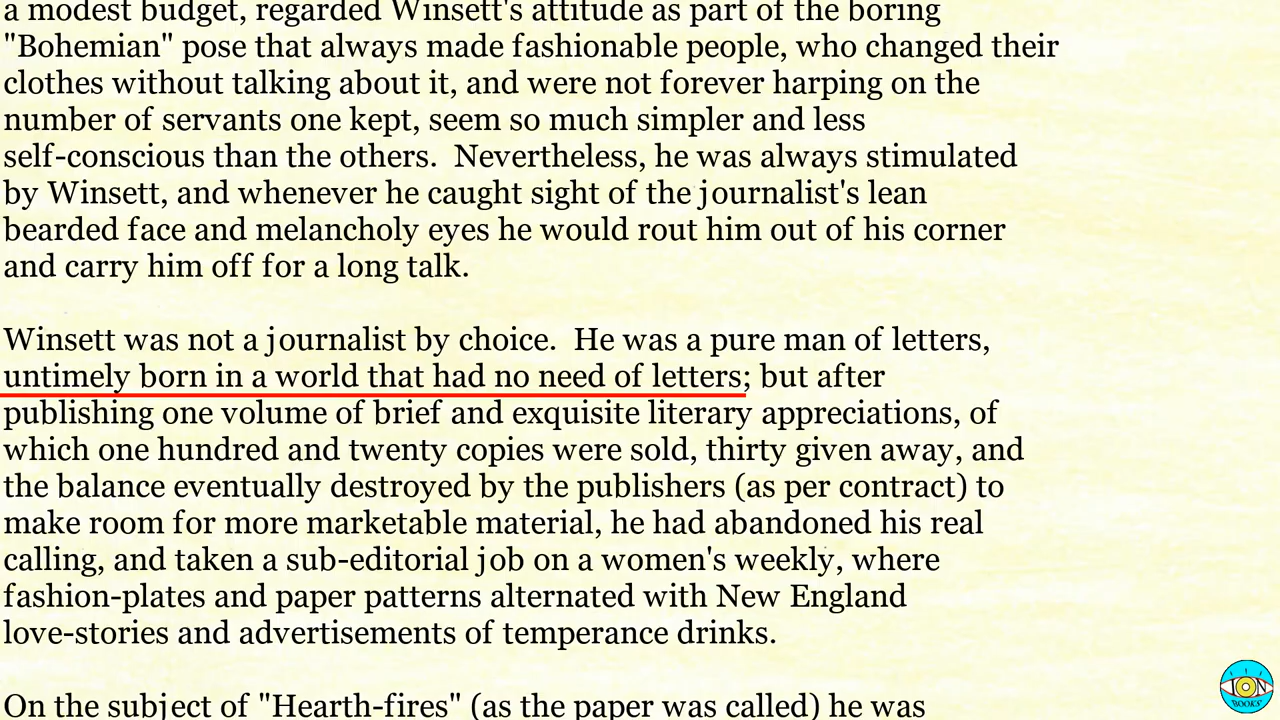 a modest budget, regarded Winsett's attitude as part of the boring
"Bohemian" pose that always made fashionable people, who changed their
clothes without talking about it, and were not forever harping on the
number of servants one kept, seem so much simpler and less
self-conscious than the others.  Nevertheless, he was always stimulated
by Winsett, and whenever he caught sight of the journalist's lean
bearded face and melancholy eyes he would rout him out of his corner
and carry him off for a long talk.
Winsett was not a journalist by choice.  He was a pure man of letters,
untimely born in a world that had no need of letters; but after
publishing one volume of brief and exquisite literary appreciations, of
which one hundred and twenty copies were sold, thirty given away, and
the balance eventually destroyed by the publishers (as per contract) to
make room for more marketable material, he had abandoned his real
calling, and taken a sub-editorial job on a women's weekly, where
fashion-plates and paper patterns alternated with New England
love-stories and advertisements of temperance drinks.
On the subject of "Hearth-fires" (as the paper was called) he was
ION
BOOKS